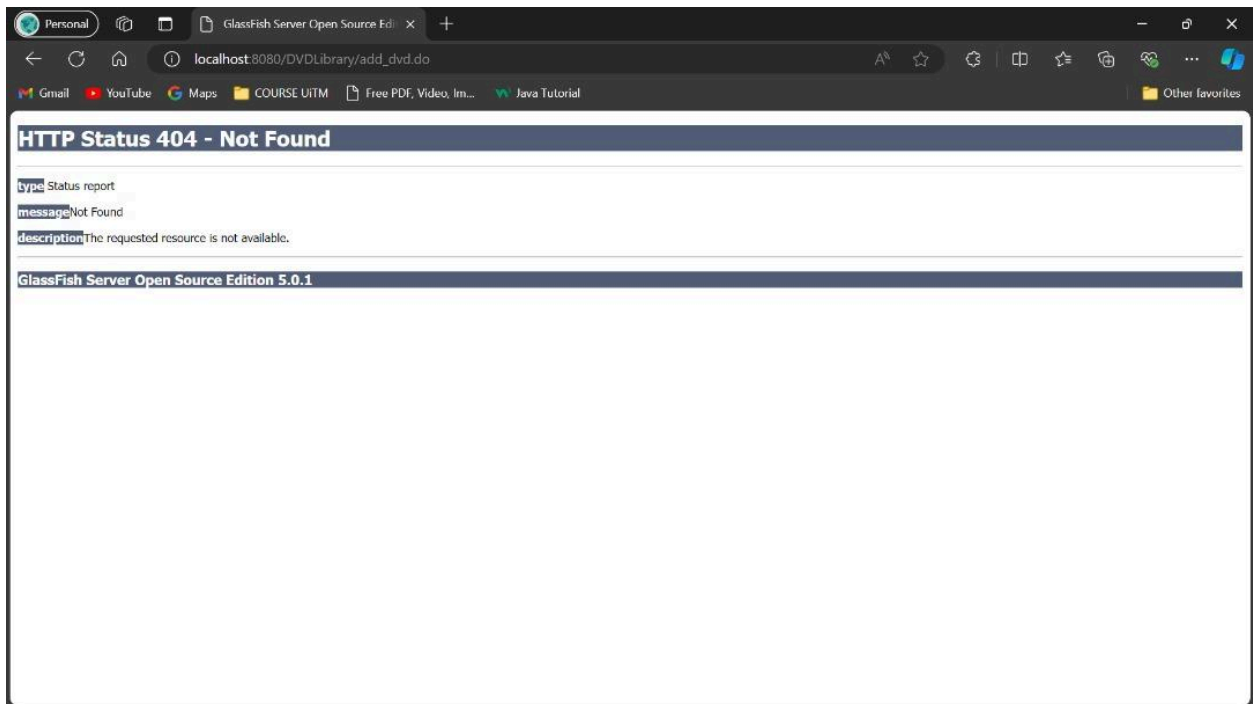 Personal
GlassFish Server Open Source Edi
localhost:8080/DVDLibrary/add_dvd.do
Gmail YouTube Maps COURSE UiTM Free PDF, Video, Im... Java Tutorial Other favorites
HTTP Status 404 - Not Found
type Status report
messageNot Found
descriptionThe requested resource is not available.
GlassFish Server Open Source Edition 5.0.1